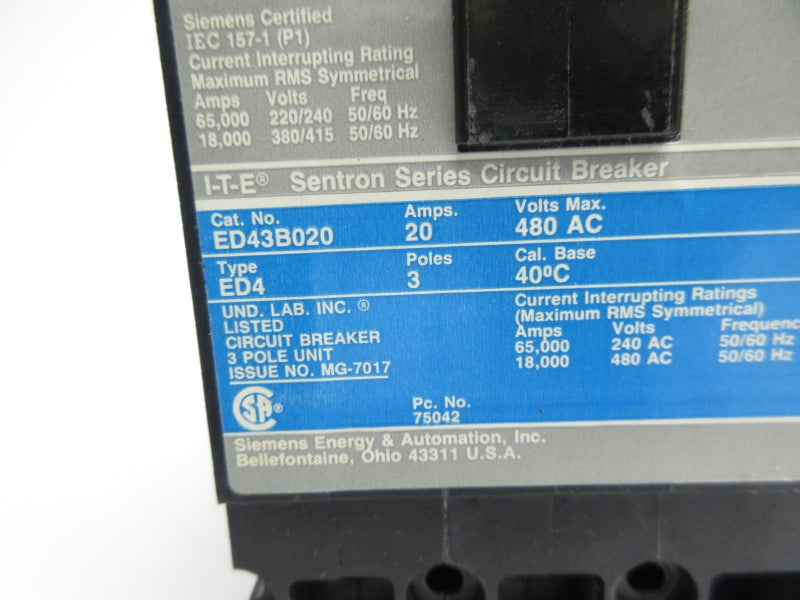 Siemens Certified
IEC 157-1 (P1)
Current Interrupting Rating
Maximum RMS Symmetrical
Amps Volts Freq
65,000 220/240 50/60 Hz
18,000 380/415 50/60 Hz
I-T-E® Sentron Series Circuit Breaker
Cat. No. Amps. Volts Max.
ED43B020 20 480 AC
Type Poles Cal. Base
ED4 3 40ºC
UND. LAB. INC. ®
LISTED
CIRCUIT BREAKER
3 POLE UNIT
ISSUE NO. MG-7017
Current Interrupting Ratings
(Maximum RMS Symmetrical)
Amps Volts Frequenc
65,000 240 AC 50/60 Hz
18,000 480 AC 50/60 Hz
SA®
Pc. No.
75042
Siemens Energy & Automation, Inc.
Bellefontaine, Ohio 43311 U.S.A.